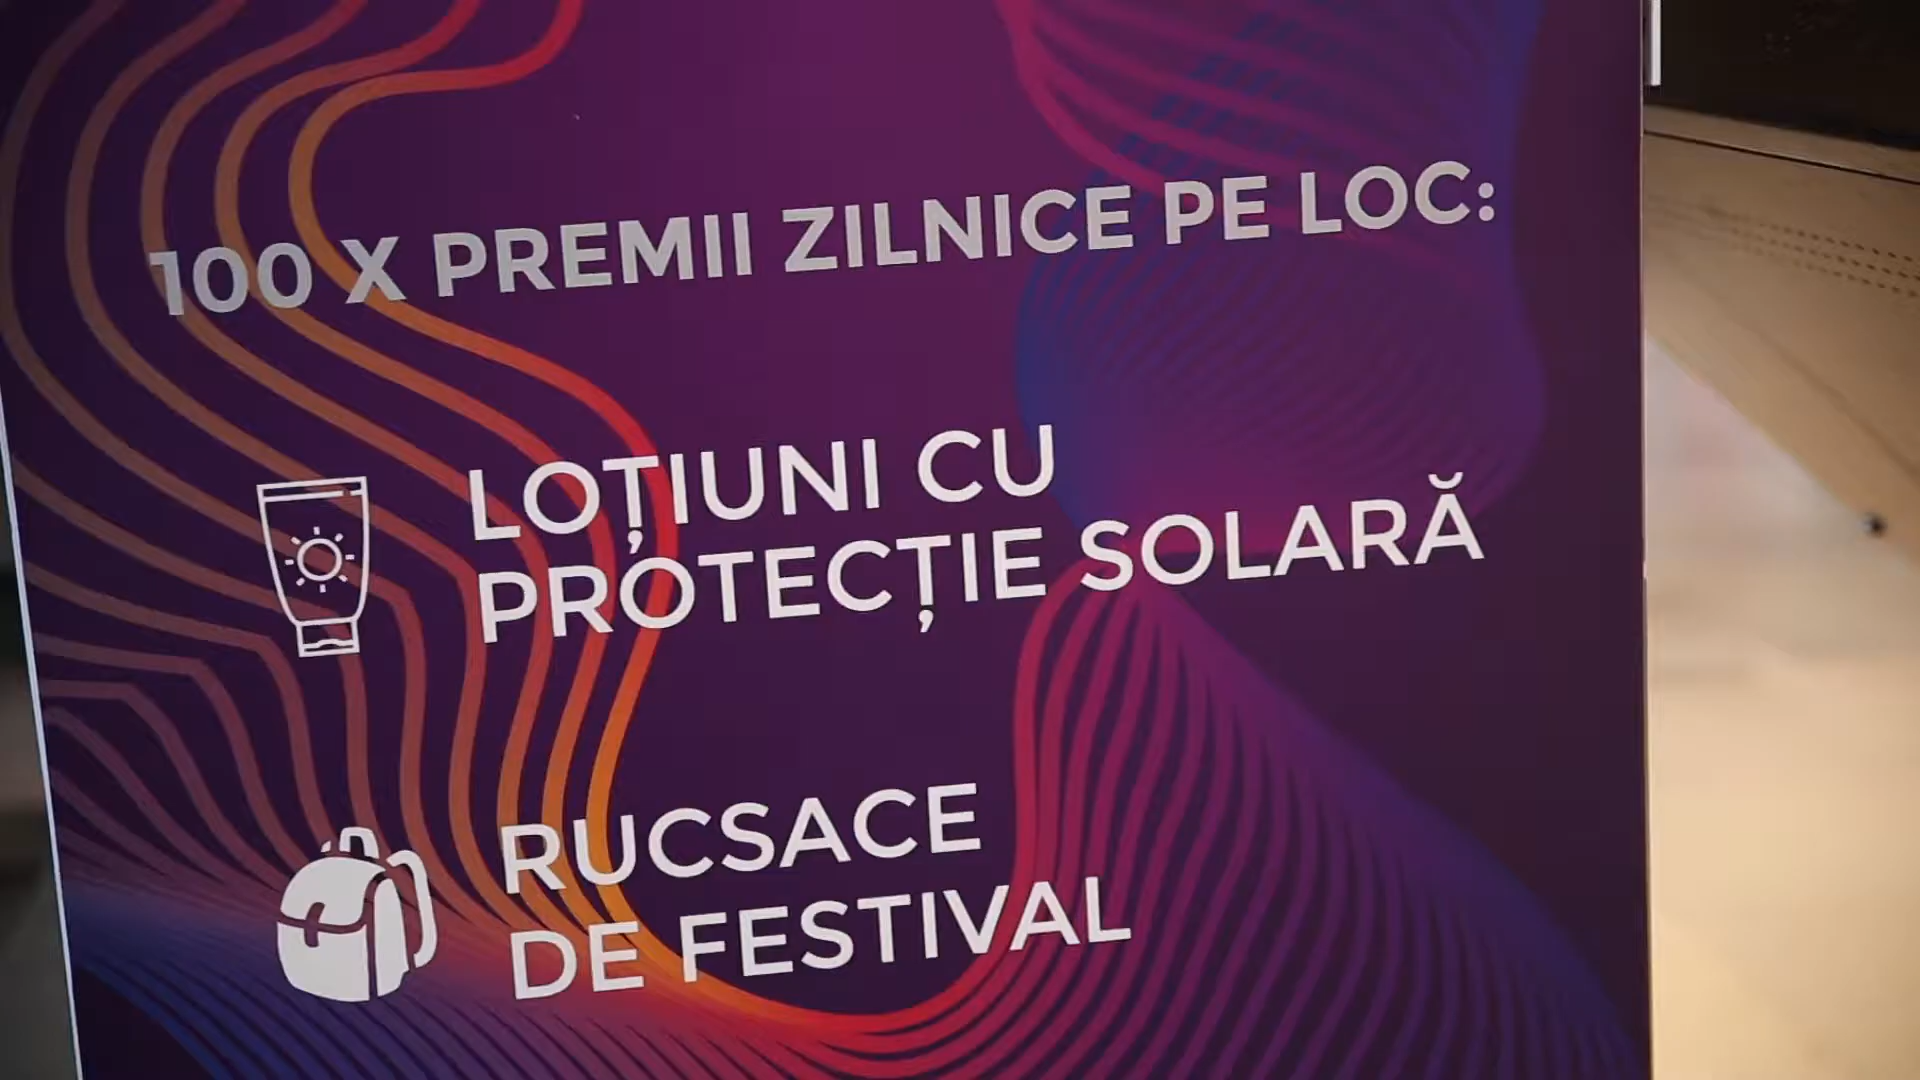 100 X PREMII ZILNICE PE LOC:
LOȚIUNI CU
PROTECȚIE SOLARĂ
RUCSACE
DE FESTIVAL